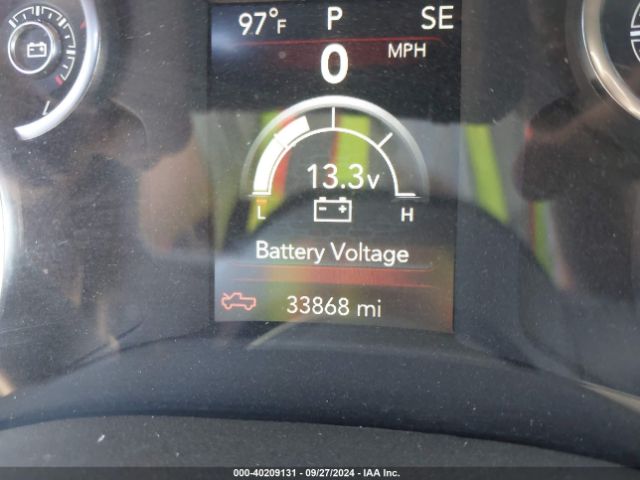 97°F P SE
0 MPH
13.3v
L H
Battery Voltage
33868 mi
000-40209131 - 09/27/2024 - IAA Inc.